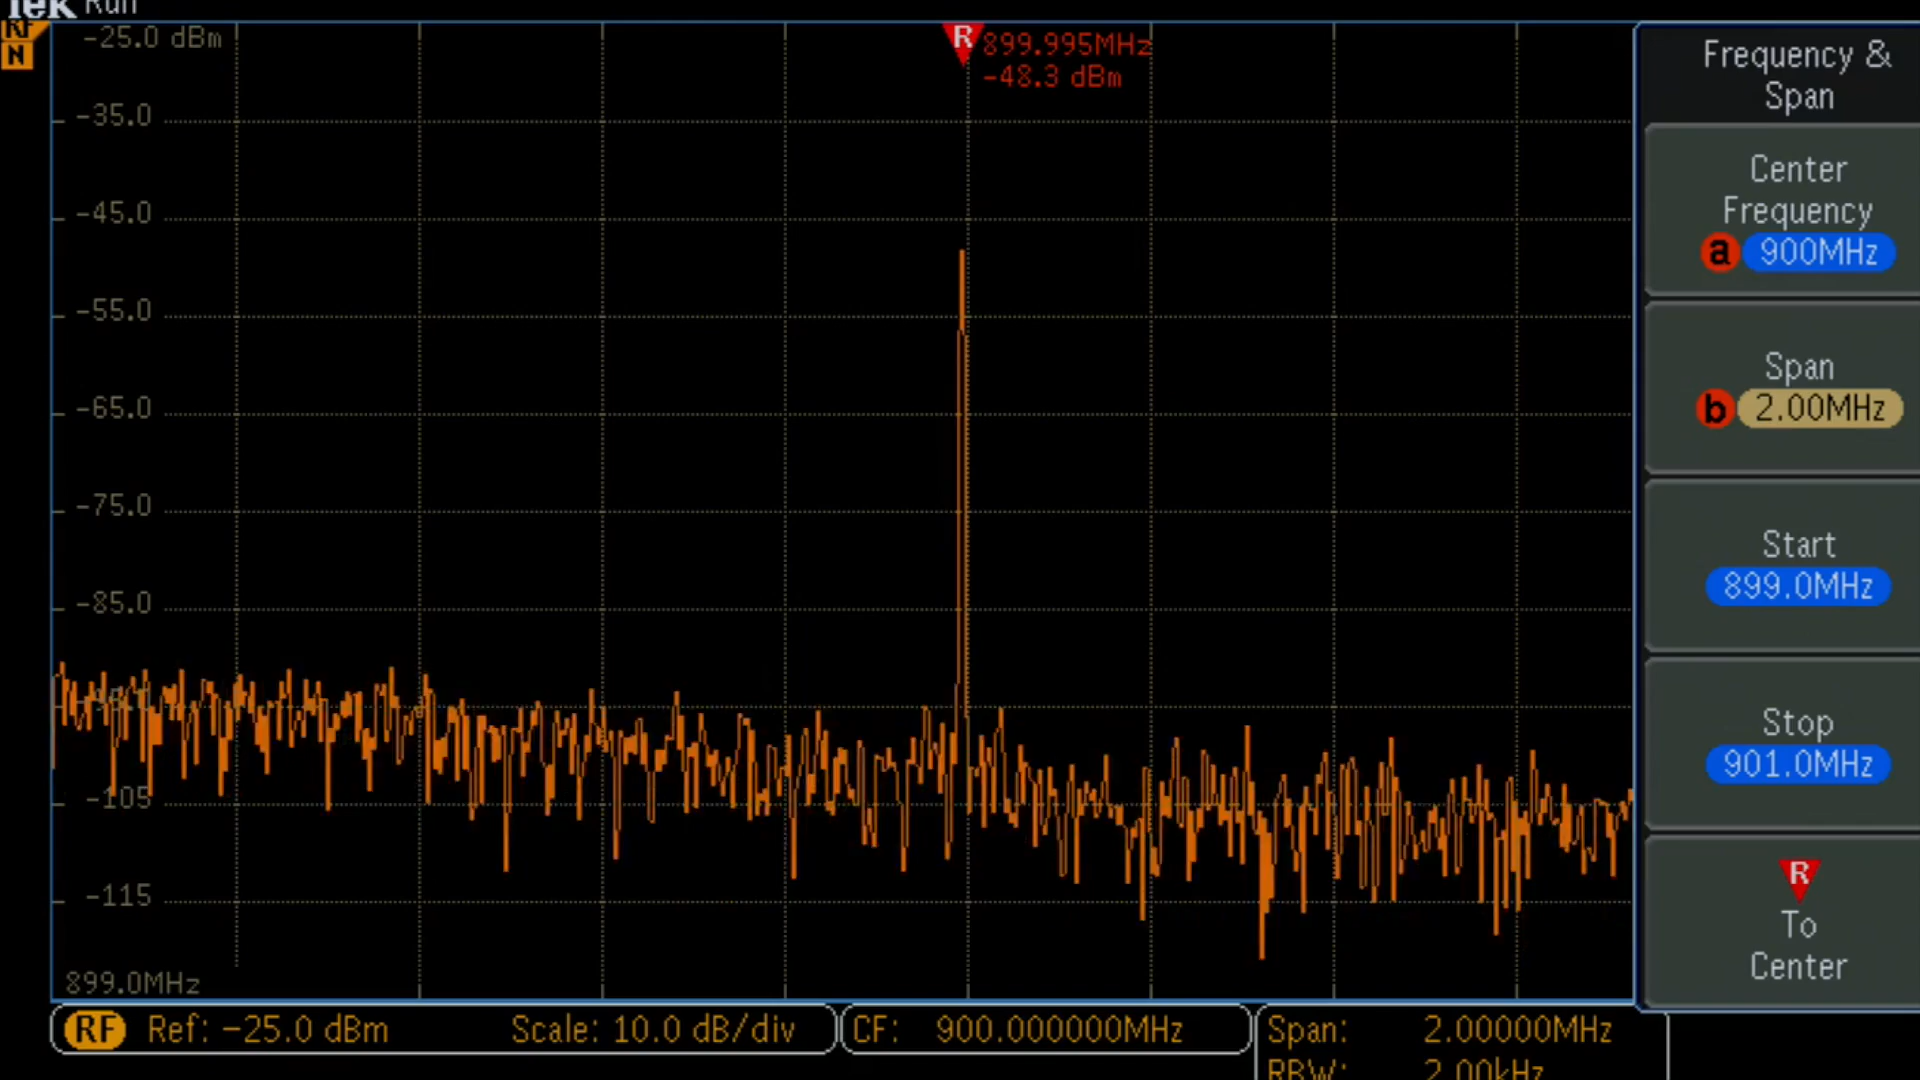 Tek Run
RF
N
-25.0 dBm
R
899.995MHz
-48.3 dBm
-35.0
-45.0
-55.0
-65.0
-75.0
-85.0
-105
-115
899.0MHz
Frequency &
Span
Center
Frequency
a 900MHz
Span
b 2.00MHz
Start
899.0MHz
Stop
901.0MHz
R
To
Center
RF Ref: -25.0 dBm Scale: 10.0 dB/div
CF: 900.000000MHz
Span: 2.00000MHz
RBW: 2.00kHz